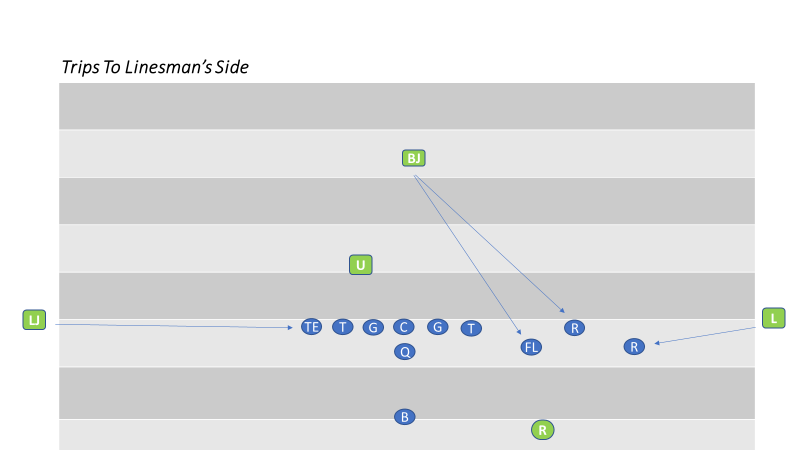 Trips To Linesman's Side
BJ
U
LJ
L
TE T G C G T R
Q FL R
B
R